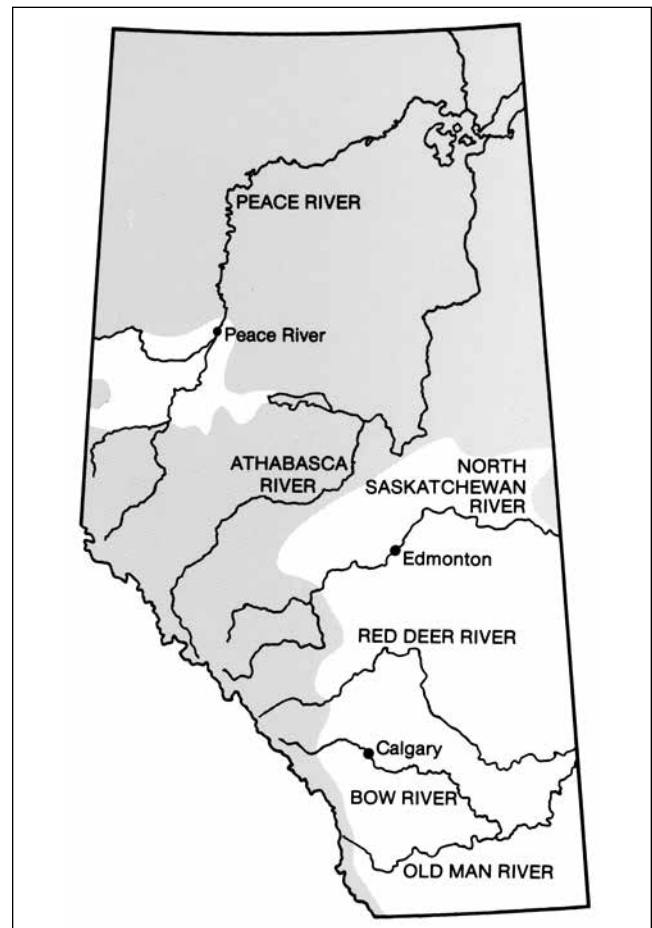 PEACE RIVER
Peace River
ATHABASCA
RIVER
NORTH
SASKATCHEWAN
RIVER
Edmonton
RED DEER RIVER
Calgary
BOW RIVER
OLD MAN RIVER